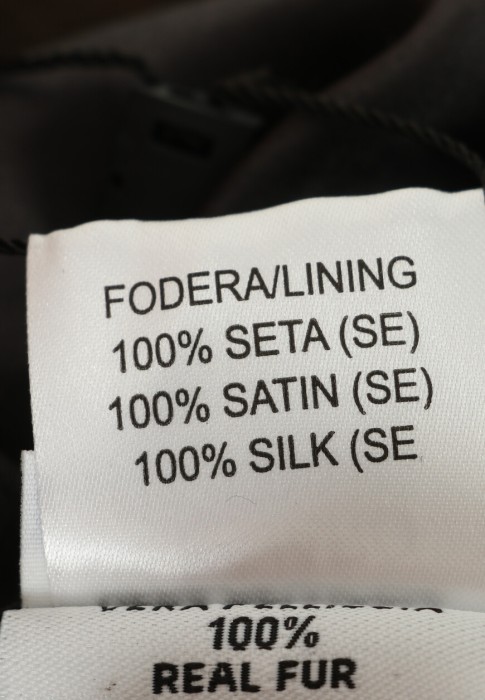 FODERA/LINING
100% SETA (SE)
100% SATIN (SE)
100% SILK (SE
100%
REAL FUR